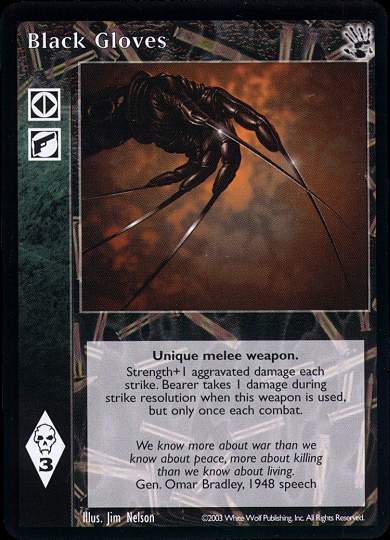 Black Gloves
Unique melee weapon.
Strength+1 aggravated damage each
strike. Bearer takes 1 damage during
strike resolution when this weapon is used,
but only once each combat.
We know more about war than we
know about peace, more about killing
than we know about living.
Gen. Omar Bradley, 1948 speech
3
Illus. Jim Nelson
©2003 White Wolf Publishing, Inc. All Rights Reserved.